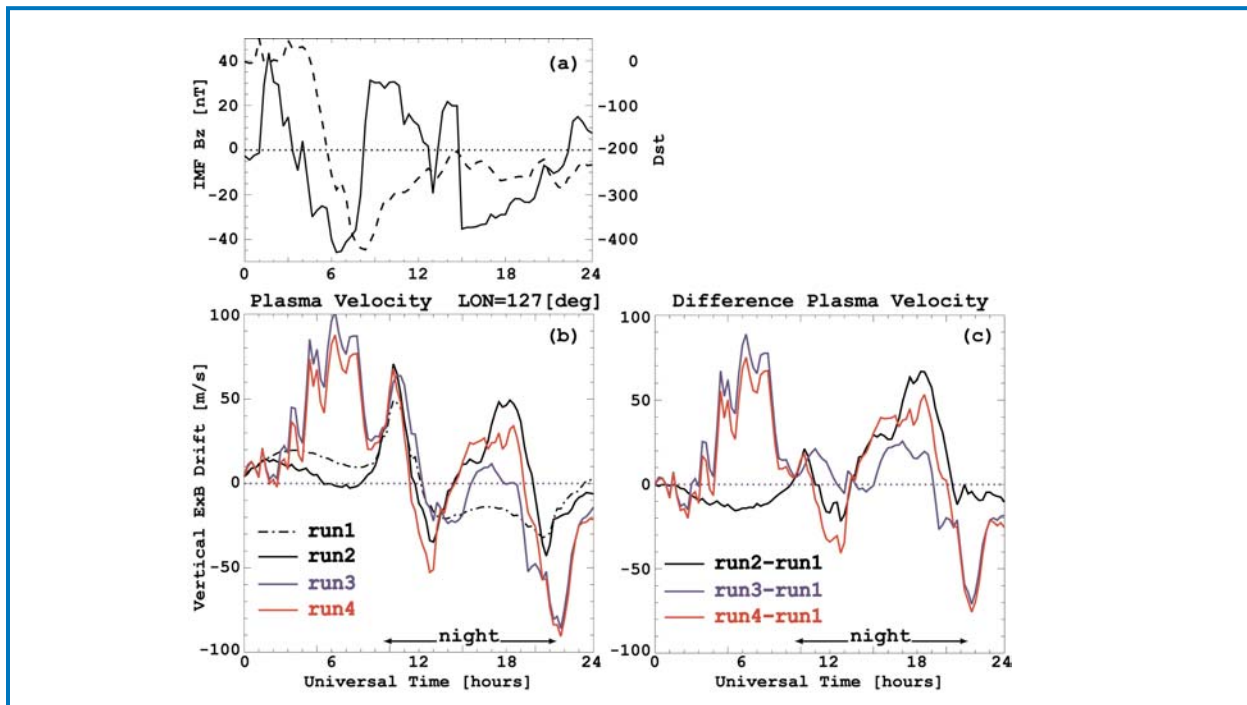 (a)
IMF Bz [nT]
40
20
0
-20
-40
0
-100
-200
-300
-400
Dst
0 6 12 18 24
Plasma Velocity LON=127[deg]
(b)
Vertical ExB Drift [m/s]
100
50
0
-50
-100
run1
run2
run3
run4
night
0 6 12 18 24
Universal Time [hours]
Difference Plasma Velocity
(c)
100
50
0
-50
-100
run2-run1
run3-run1
run4-run1
night
0 6 12 18 24
Universal Time [hours]